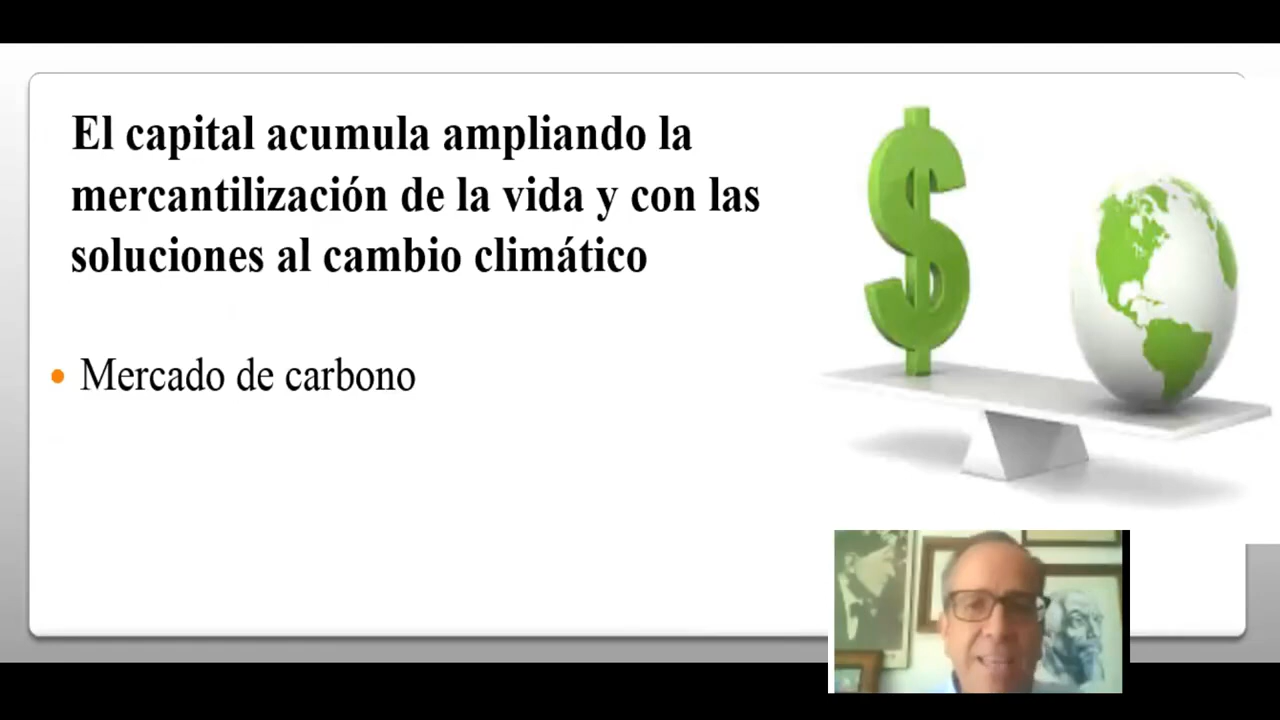 El capital acumula ampliando la
mercantilización de la vida y con las
soluciones al cambio climático
• Mercado de carbono